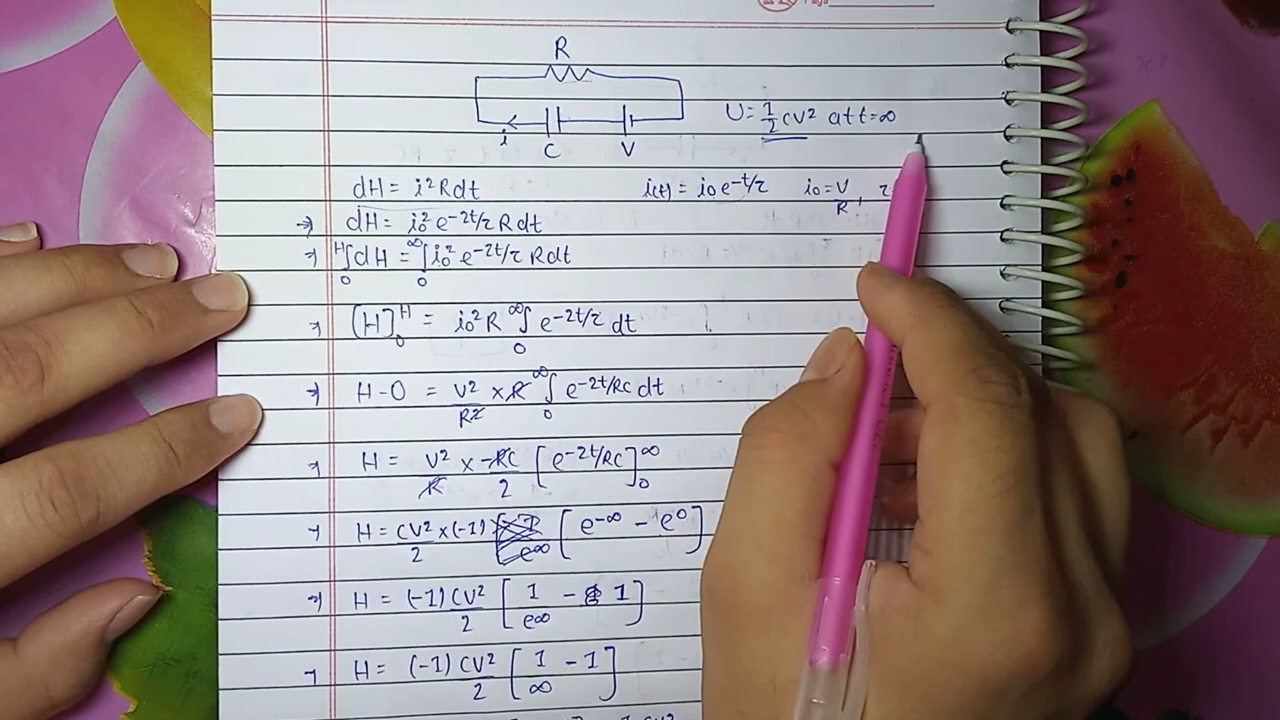 R
U = 1/2 CV² at t=∞
i C V
dH = i²Rdt i(t) = i₀e^-t/τ i₀ = V/R, τ
⇒ dH = i₀² e^-2t/τ R dt
⇒ ₀∫ᴴ dH = ₀∫^∞ i₀² e^-2t/τ Rdt
⇒ [H]₀ᴴ = i₀²R ₀∫^∞ e^-2t/τ dt
⇒ H - 0 = V²/R² × R ₀∫^∞ e^-2t/RC dt
⇒ H = V²/R × -RC/2 [e^-2t/RC]₀^∞
⇒ H = CV²/2 × (-1) [e^-∞ - e⁰]
⇒ H = (-1) CV²/2 [1/e^∞ - 1]
⇒ H = (-1) CV²/2 [1/∞ - 1]